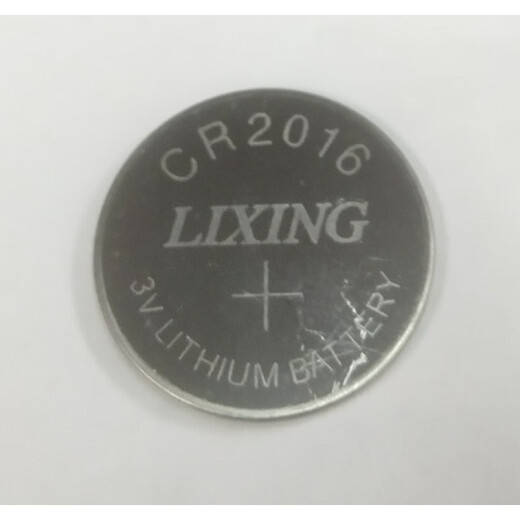 CR2016
LIXING
+
3V LITHIUM BATTERY